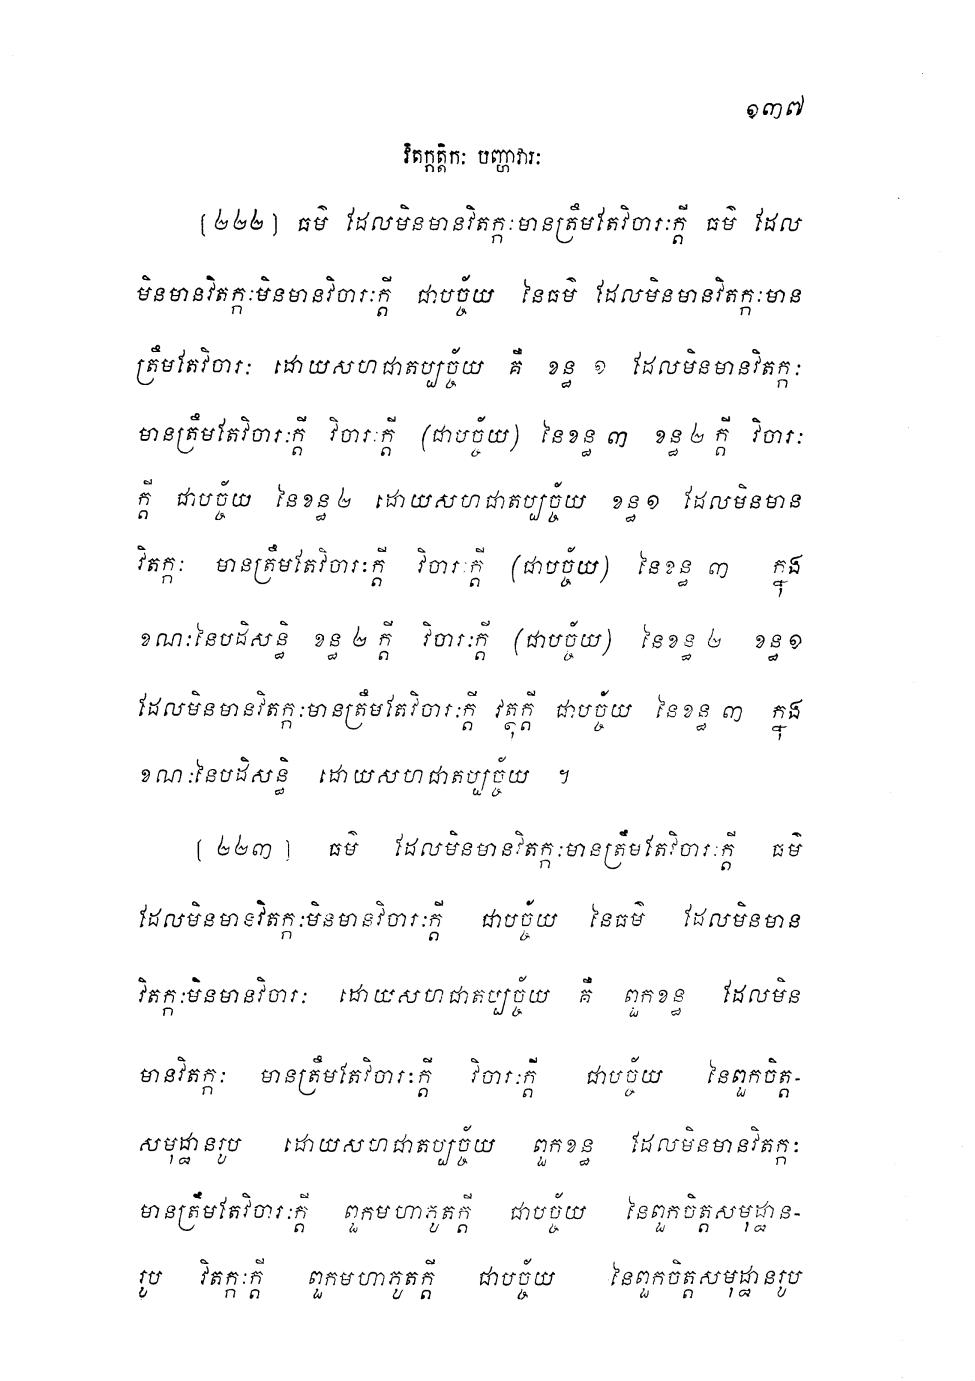 ១៣៧
វិតក្កត្តិកៈ បញ្ហាវារៈ
(២២២) ធម៌ ដែលមិនមានវិតក្កៈមានត្រឹមតែវិចារៈក្តី ធម៌ ដែល
មិនមានវិតក្កៈមិនមានវិចារៈក្តី ជាបច្ច័យ នៃធម៌ ដែលមិនមានវិតក្កៈមាន
ត្រឹមតែវិចារៈ ដោយសហជាតប្បច្ច័យ គឺ ខន្ធ ១ ដែលមិនមានវិតក្កៈ
មានត្រឹមតែវិចារៈក្តី វិចារៈក្តី (ជាបច្ច័យ) នៃខន្ធ ៣ ខន្ធ ២ ក្តី វិចារៈ
ក្តី ជាបច្ច័យ នៃខន្ធ ២ ដោយសហជាតប្បច្ច័យ ខន្ធ ១ ដែលមិនមាន
វិតក្កៈ មានត្រឹមតែវិចារៈក្តី វិចារៈក្តី (ជាបច្ច័យ) នៃខន្ធ ៣ ក្នុង
ខណៈនៃបដិសន្ធិ ខន្ធ ២ ក្តី វិចារៈក្តី (ជាបច្ច័យ) នៃខន្ធ ២ ខន្ធ ១
ដែលមិនមានវិតក្កៈមានត្រឹមតែវិចារៈក្តី វត្ថុក្តី ជាបច្ច័យ នៃខន្ធ ៣ ក្នុង
ខណៈនៃបដិសន្ធិ ដោយសហជាតប្បច្ច័យ ។
(២២៣) ធម៌ ដែលមិនមានវិតក្កៈមានត្រឹមតែវិចារៈក្តី ធម៌
ដែលមិនមានវិតក្កៈមិនមានវិចារៈក្តី ជាបច្ច័យ នៃធម៌ ដែលមិនមាន
វិតក្កៈមិនមានវិចារៈ ដោយសហជាតប្បច្ច័យ គឺ ពួកខន្ធ ដែលមិន
មានវិតក្កៈ មានត្រឹមតែវិចារៈក្តី វិចារៈក្តី ជាបច្ច័យ នៃពួកចិត្ត-
សមុដ្ឋានរូប ដោយសហជាតប្បច្ច័យ ពួកខន្ធ ដែលមិនមានវិតក្កៈ
មានត្រឹមតែវិចារៈក្តី ពួកមហាភូតក្តី ជាបច្ច័យ នៃពួកចិត្តសមុដ្ឋាន-
រូប វិតក្កៈក្តី ពួកមហាភូតក្តី ជាបច្ច័យ នៃពួកចិត្តសមុដ្ឋានរូប